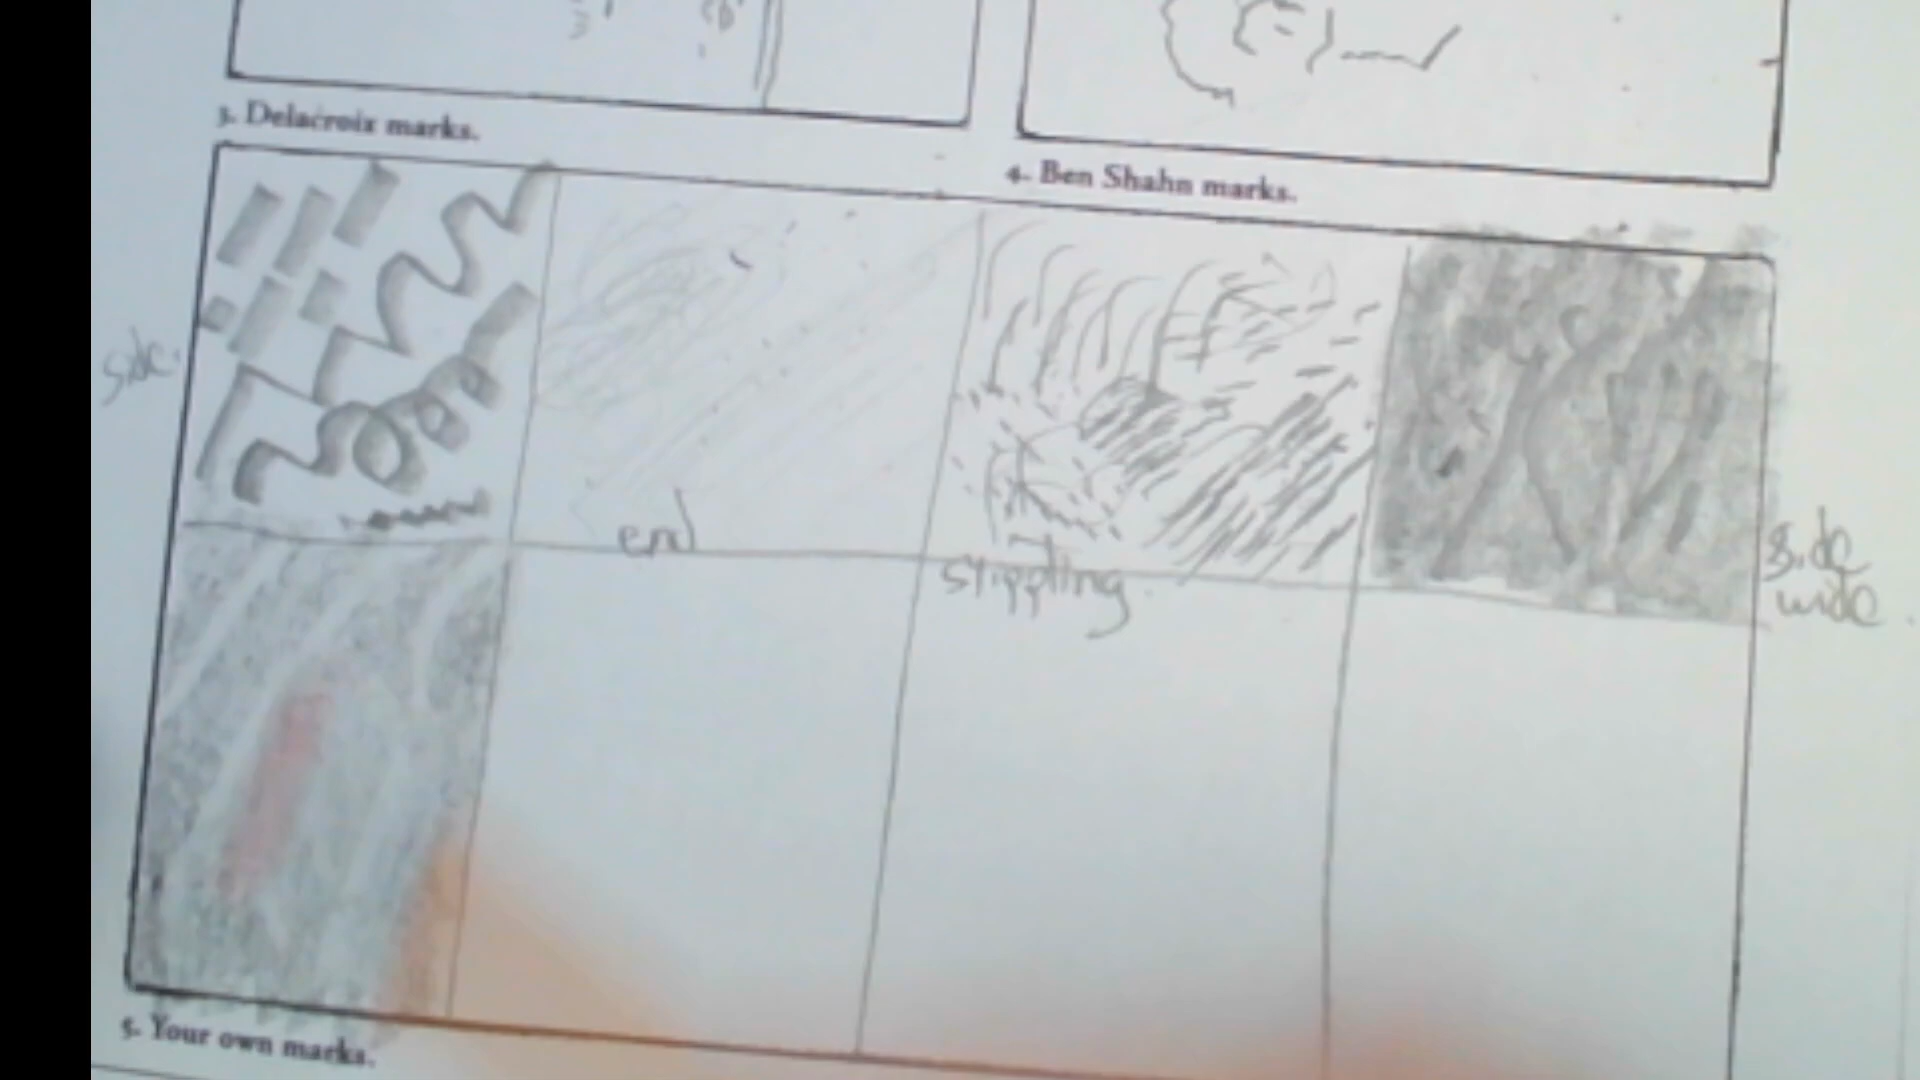 3. Delacroix marks.
4. Ben Shahn marks.
side.
end
stippling
side
wide.
5. Your own marks.